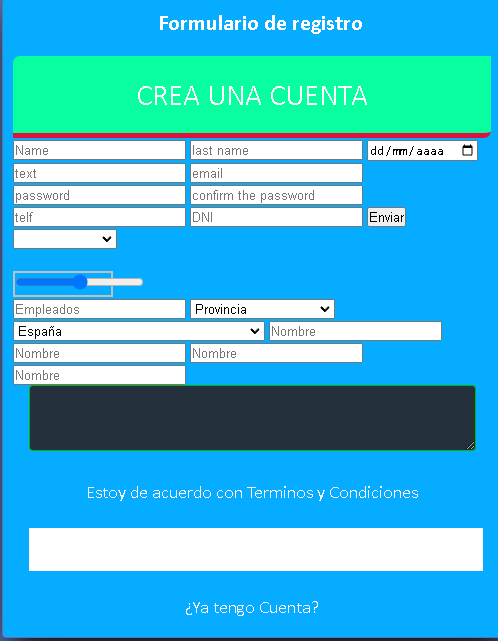 Formulario de registro
CREA UNA CUENTA
Name last name dd/mm/aaaa
text email
password confirm the password
telf DNI Enviar
Empleados Provincia
España Nombre
Nombre Nombre
Nombre
Estoy de acuerdo con Terminos y Condiciones
¿Ya tengo Cuenta?